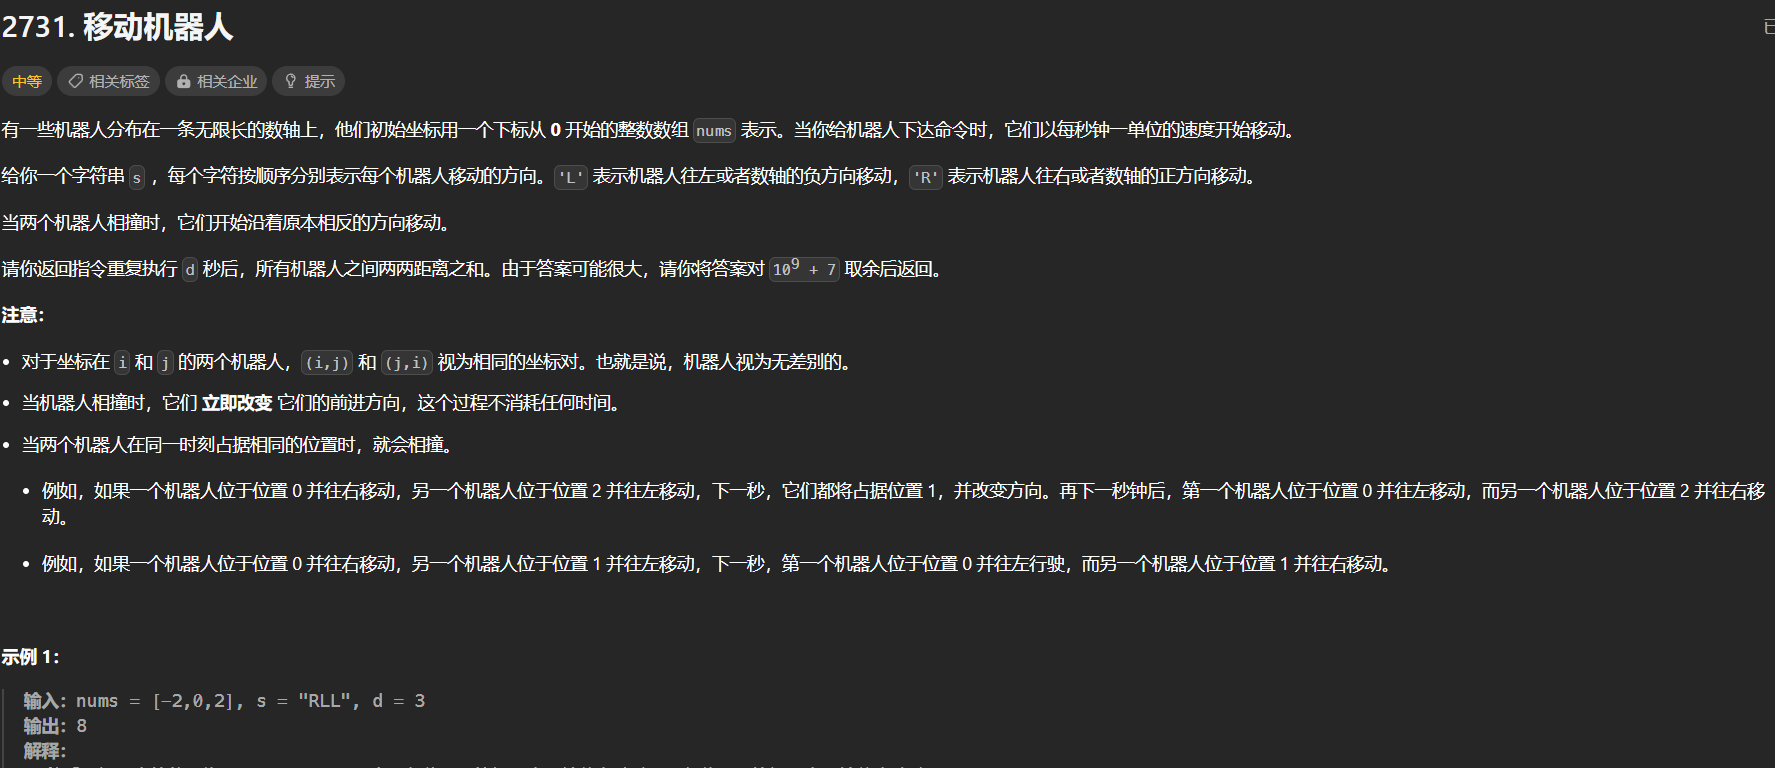 2731. 移动机器人
中等 相关标签 相关企业 提示
有一些机器人分布在一条无限长的数轴上，他们初始坐标用一个下标从 0 开始的整数数组 nums 表示。当你给机器人下达命令时，它们以每秒钟一单位的速度开始移动。
给你一个字符串 s ，每个字符按顺序分别表示每个机器人移动的方向。'L' 表示机器人往左或者数轴的负方向移动，'R' 表示机器人往右或者数轴的正方向移动。
当两个机器人相撞时，它们开始沿着原本相反的方向移动。
请你返回指令重复执行 d 秒后，所有机器人之间两两距离之和。由于答案可能很大，请你将答案对 10⁹ + 7 取余后返回。
注意：
• 对于坐标在 i 和 j 的两个机器人，(i,j) 和 (j,i) 视为相同的坐标对。也就是说，机器人视为无差别的。
• 当机器人相撞时，它们 立即改变 它们的前进方向，这个过程不消耗任何时间。
• 当两个机器人在同一时刻占据相同的位置时，就会相撞。
• 例如，如果一个机器人位于位置 0 并往右移动，另一个机器人位于位置 2 并往左移动，下一秒，它们都将占据位置 1，并改变方向。再下一秒钟后，第一个机器人位于位置 0 并往左移动，而另一个机器人位于位置 2 并往右移
动。
• 例如，如果一个机器人位于位置 0 并往右移动，另一个机器人位于位置 1 并往左移动，下一秒，第一个机器人位于位置 0 并往左行驶，而另一个机器人位于位置 1 并往右移动。
示例 1：
输入：nums = [-2,0,2], s = "RLL", d = 3
输出：8
解释：